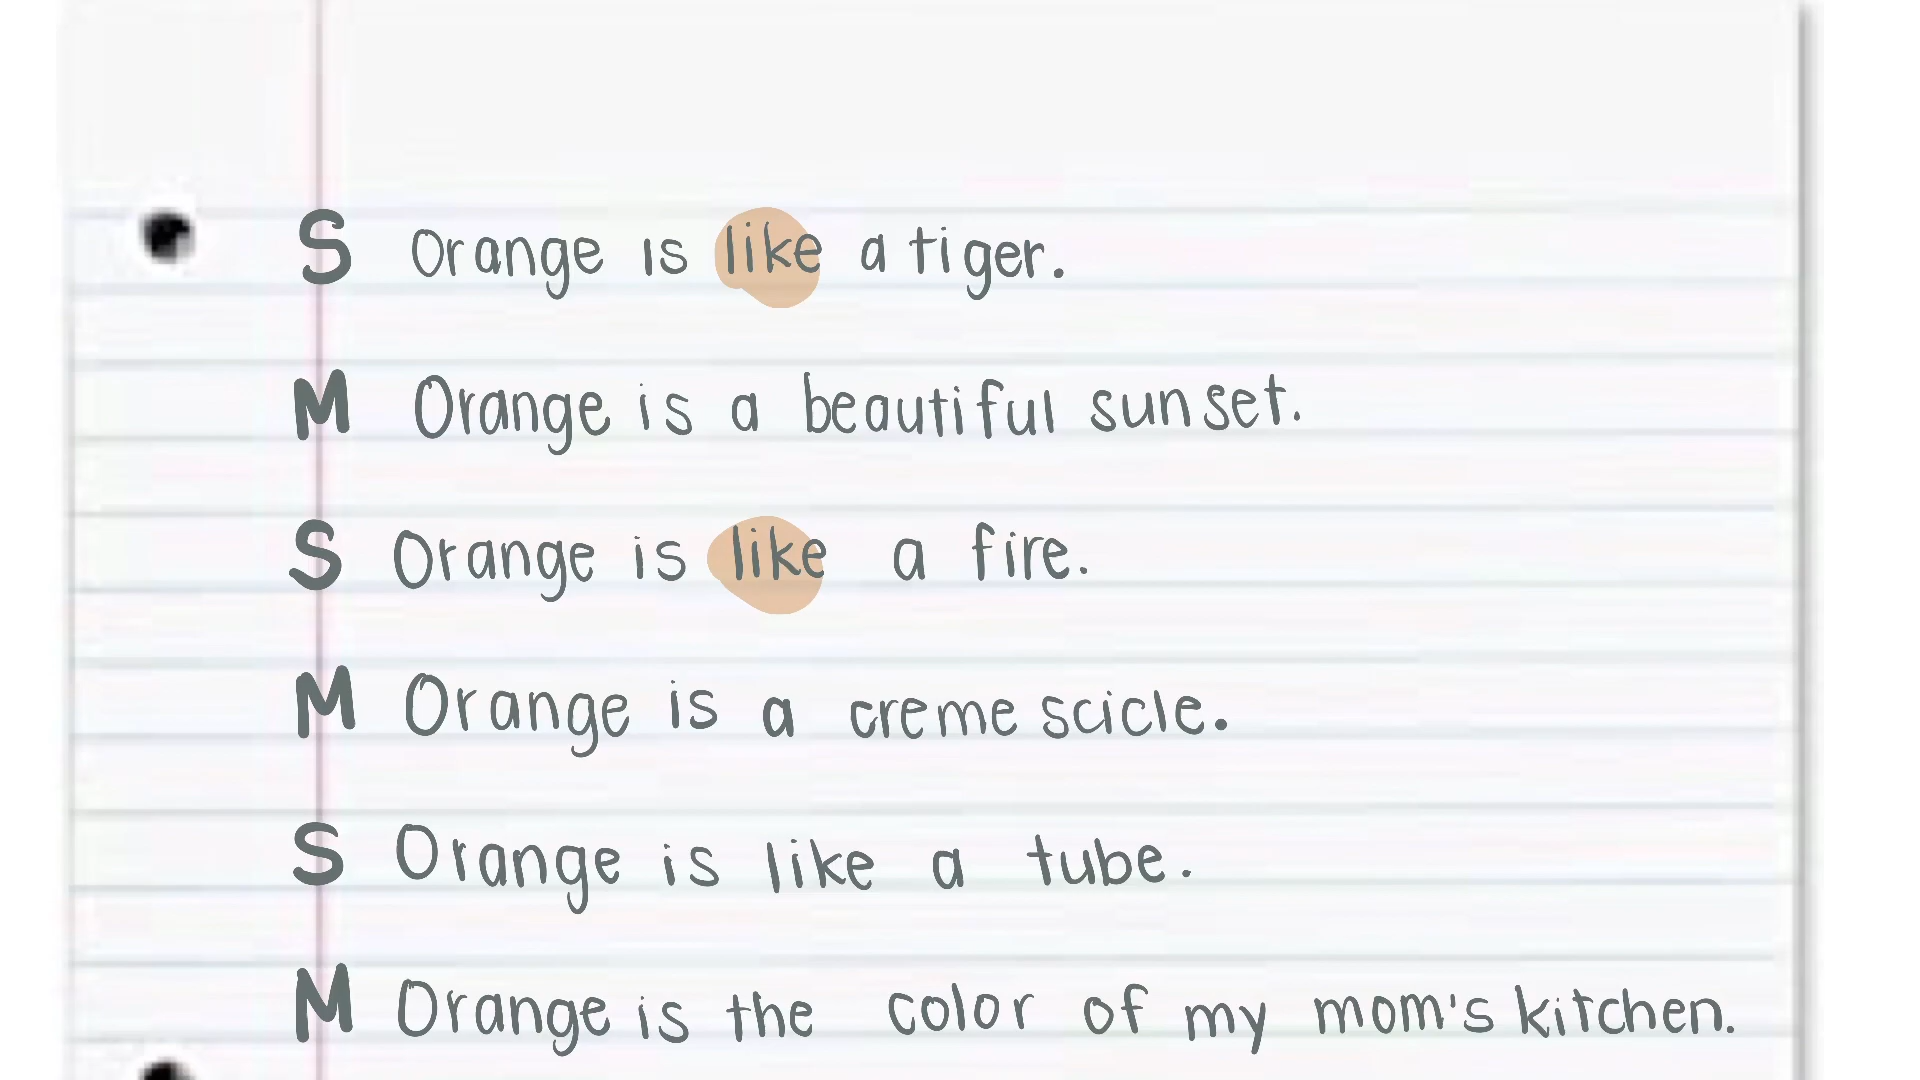 S Orange is like a tiger.
M Orange is a beautiful sunset.
S Orange is like a fire.
M Orange is a creme scicle.
S Orange is like a tube.
M Orange is the color of my mom's kitchen.